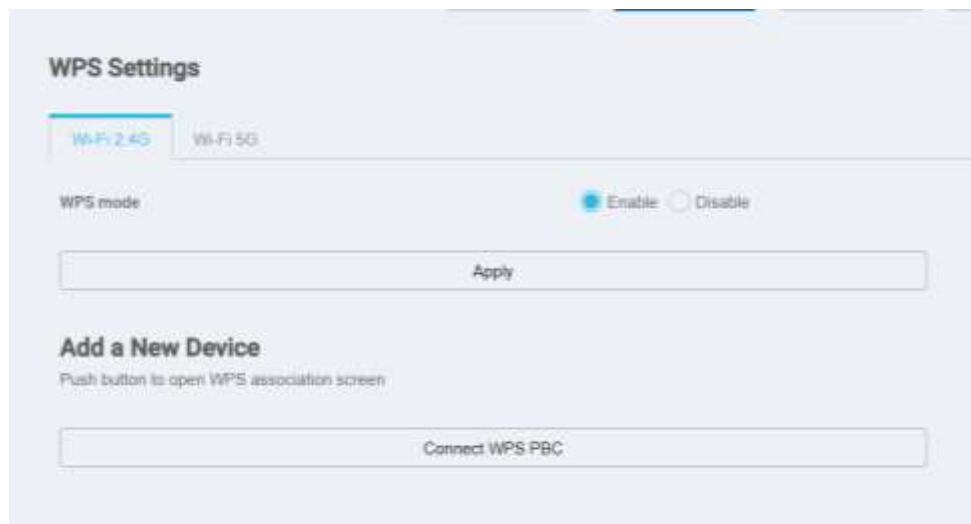 WPS Settings
Wi-Fi 2.4G Wi-Fi 5G
WPS mode Enable Disable
Apply
Add a New Device
Push button to open WPS association screen
Connect WPS PBC